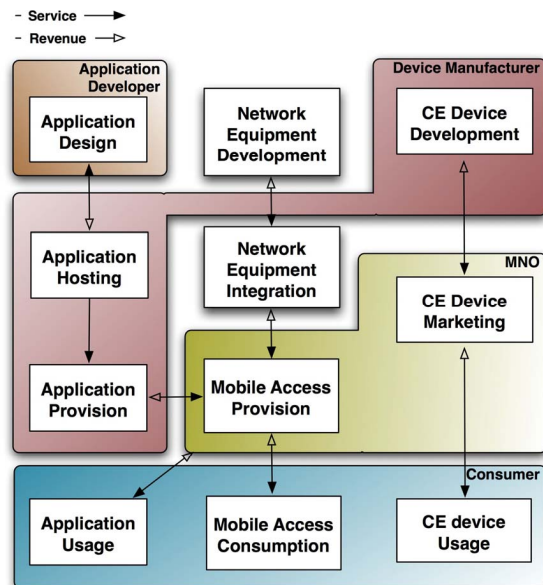 – Service
– Revenue
Application
Developer
Device Manufacturer
Application
Design
Network
Equipment
Development
CE Device
Development
Application
Hosting
Network
Equipment
Integration
MNO
CE Device
Marketing
Application
Provision
Mobile Access
Provision
Consumer
Application
Usage
Mobile Access
Consumption
CE device
Usage